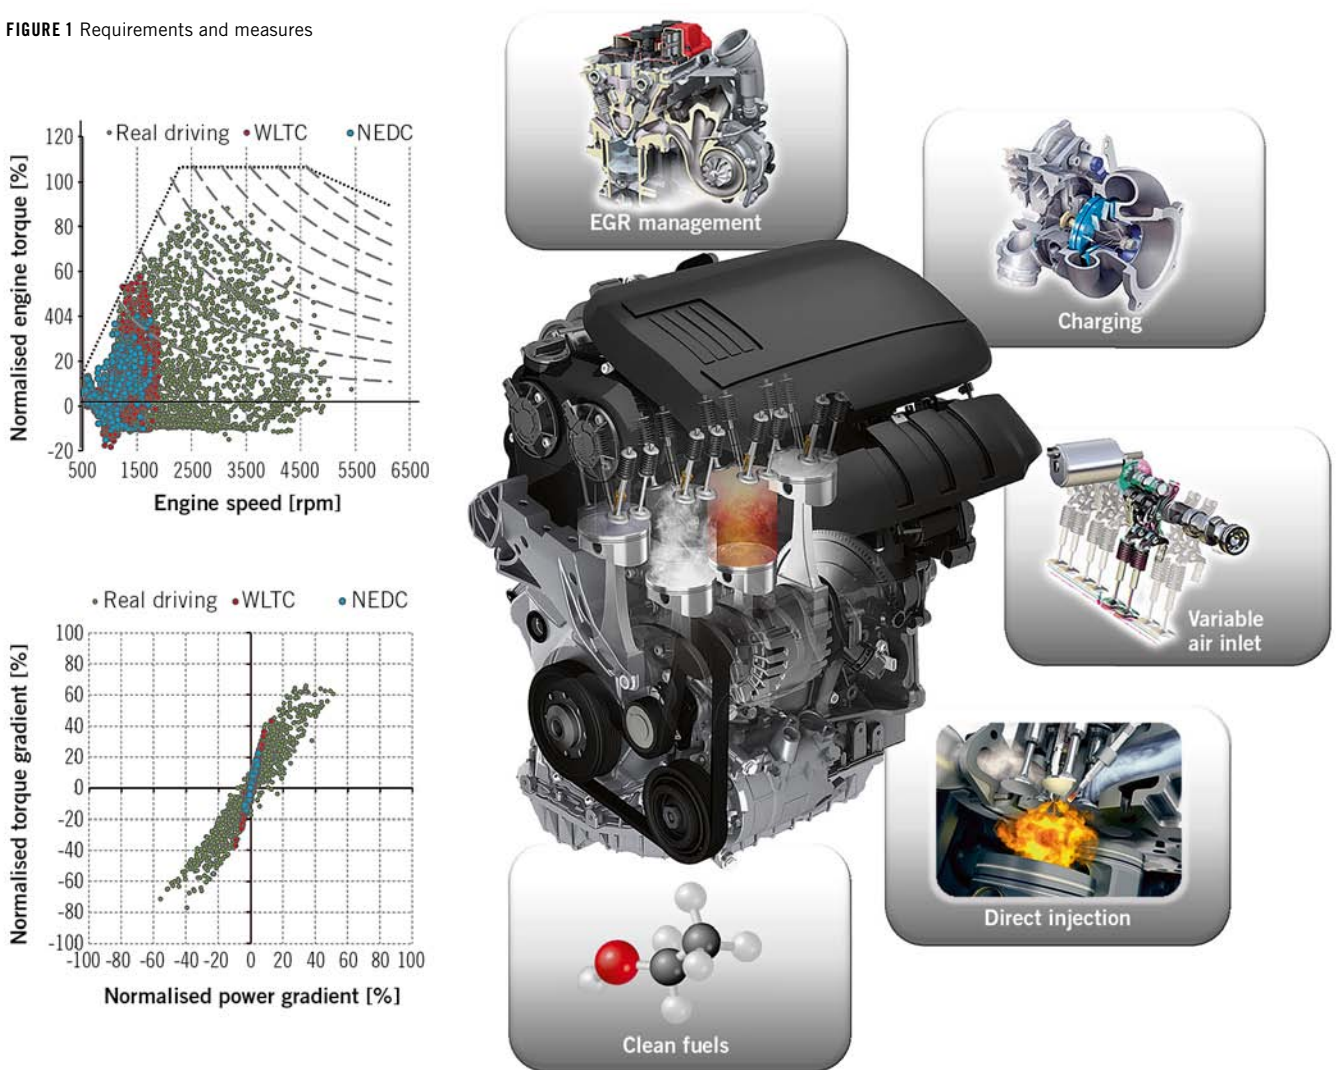 FIGURE 1 Requirements and measures
Real driving WLTC NEDC
120
100
80
60
404
20
0
-20
500 1500 2500 3500 4500 5500 6500
Normalised engine torque [%]
Engine speed [rpm]
Real driving WLTC NEDC
100
80
60
40
20
0
-20
-40
-60
-80
-100
-100 -80 -60 -40 -20 0 20 40 60 80 100
Normalised torque gradient [%]
Normalised power gradient [%]
EGR management
Charging
Variable
air inlet
Direct injection
Clean fuels